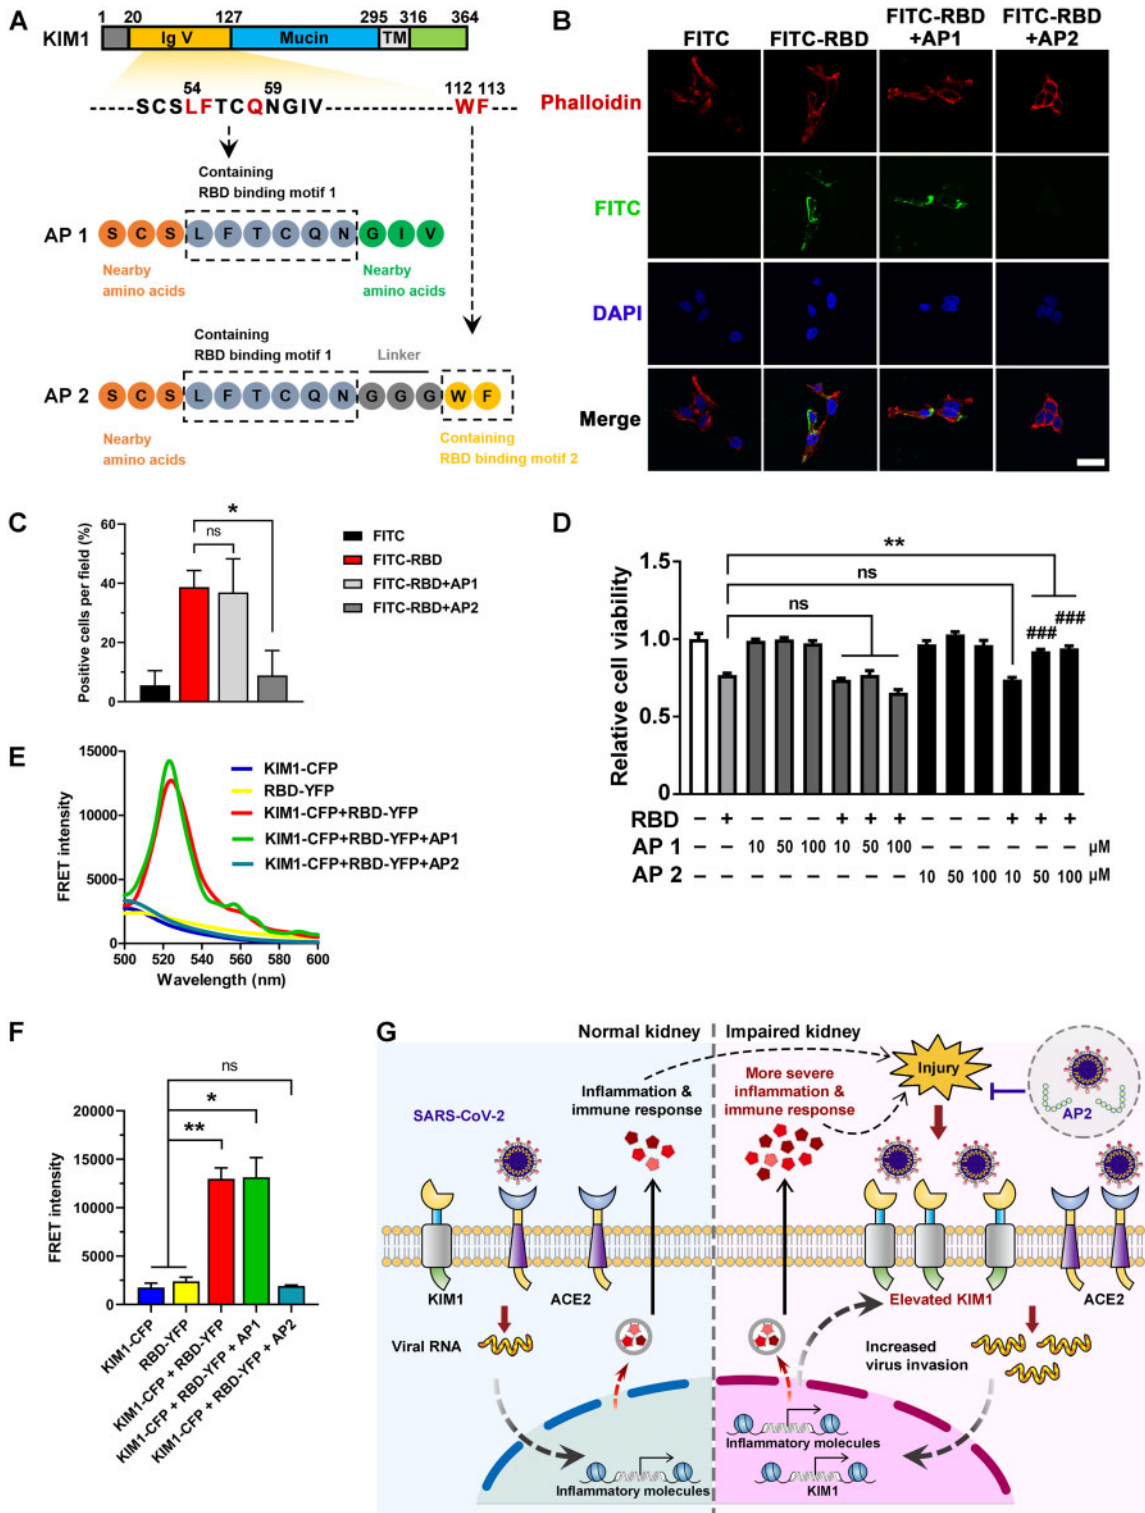 A
1 20 127 295 316 364
KIM1 Ig V Mucin TM
54 59 112 113
SCSLFTCQNGIV WF
Containing
RBD binding motif 1
AP 1 S C S L F T C Q N G I V
Nearby
amino acids
Nearby
amino acids
Containing
RBD binding motif 1
Linker
AP 2 S C S L F T C Q N G G G W F
Nearby
amino acids
Containing
RBD binding motif 2
B
FITC FITC-RBD FITC-RBD
+AP1 FITC-RBD
+AP2
Phalloidin
FITC
DAPI
Merge
C
Positive cells per field (%)
60
40
20
0
ns
*
FITC
FITC-RBD
FITC-RBD+AP1
FITC-RBD+AP2
D
Relative cell viability
1.5
1.0
0.5
0
**
ns
ns
### ###
RBD − + − − − + + + − − − + + +
AP 1 − − 10 50 100 10 50 100 − − − − − − μM
AP 2 − − − − − − − − 10 50 100 10 50 100 μM
E
FRET intensity
15000
10000
5000
0
500 520 540 560 580 600
Wavelength (nm)
KIM1-CFP
RBD-YFP
KIM1-CFP+RBD-YFP
KIM1-CFP+RBD-YFP+AP1
KIM1-CFP+RBD-YFP+AP2
F
FRET intensity
20000
15000
10000
5000
0
ns
*
**
KIM1-CFP
RBD-YFP
KIM1-CFP + RBD-YFP
KIM1-CFP + RBD-YFP + AP1
KIM1-CFP + RBD-YFP + AP2
G
Normal kidney
Impaired kidney
Inflammation &
immune response
More severe
inflammation &
immune response
Injury
AP2
SARS-CoV-2
KIM1
ACE2
Elevated KIM1
ACE2
Viral RNA
Increased
virus invasion
Inflammatory molecules
Inflammatory molecules
KIM1